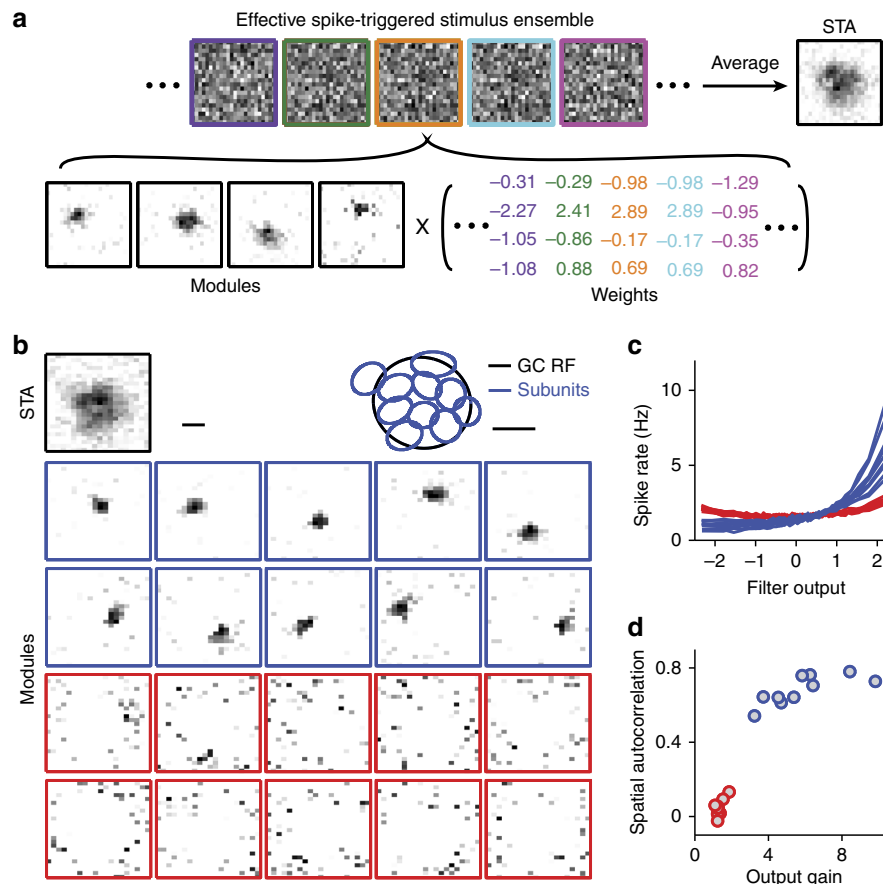 a
Effective spike-triggered stimulus ensemble
STA
Average
−0.31 −0.29 −0.98 −0.98 −1.29
−2.27 2.41 2.89 2.89 −0.95
X
−1.05 −0.86 −0.17 −0.17 −0.35
−1.08 0.88 0.69 0.69 0.82
Modules
Weights
b
STA
GC RF
Subunits
Modules
c
Spike rate (Hz)
10
5
0
−2 −1 0 1 2
Filter output
d
Spatial autocorrelation
0.8
0.4
0
0 4 8
Output gain